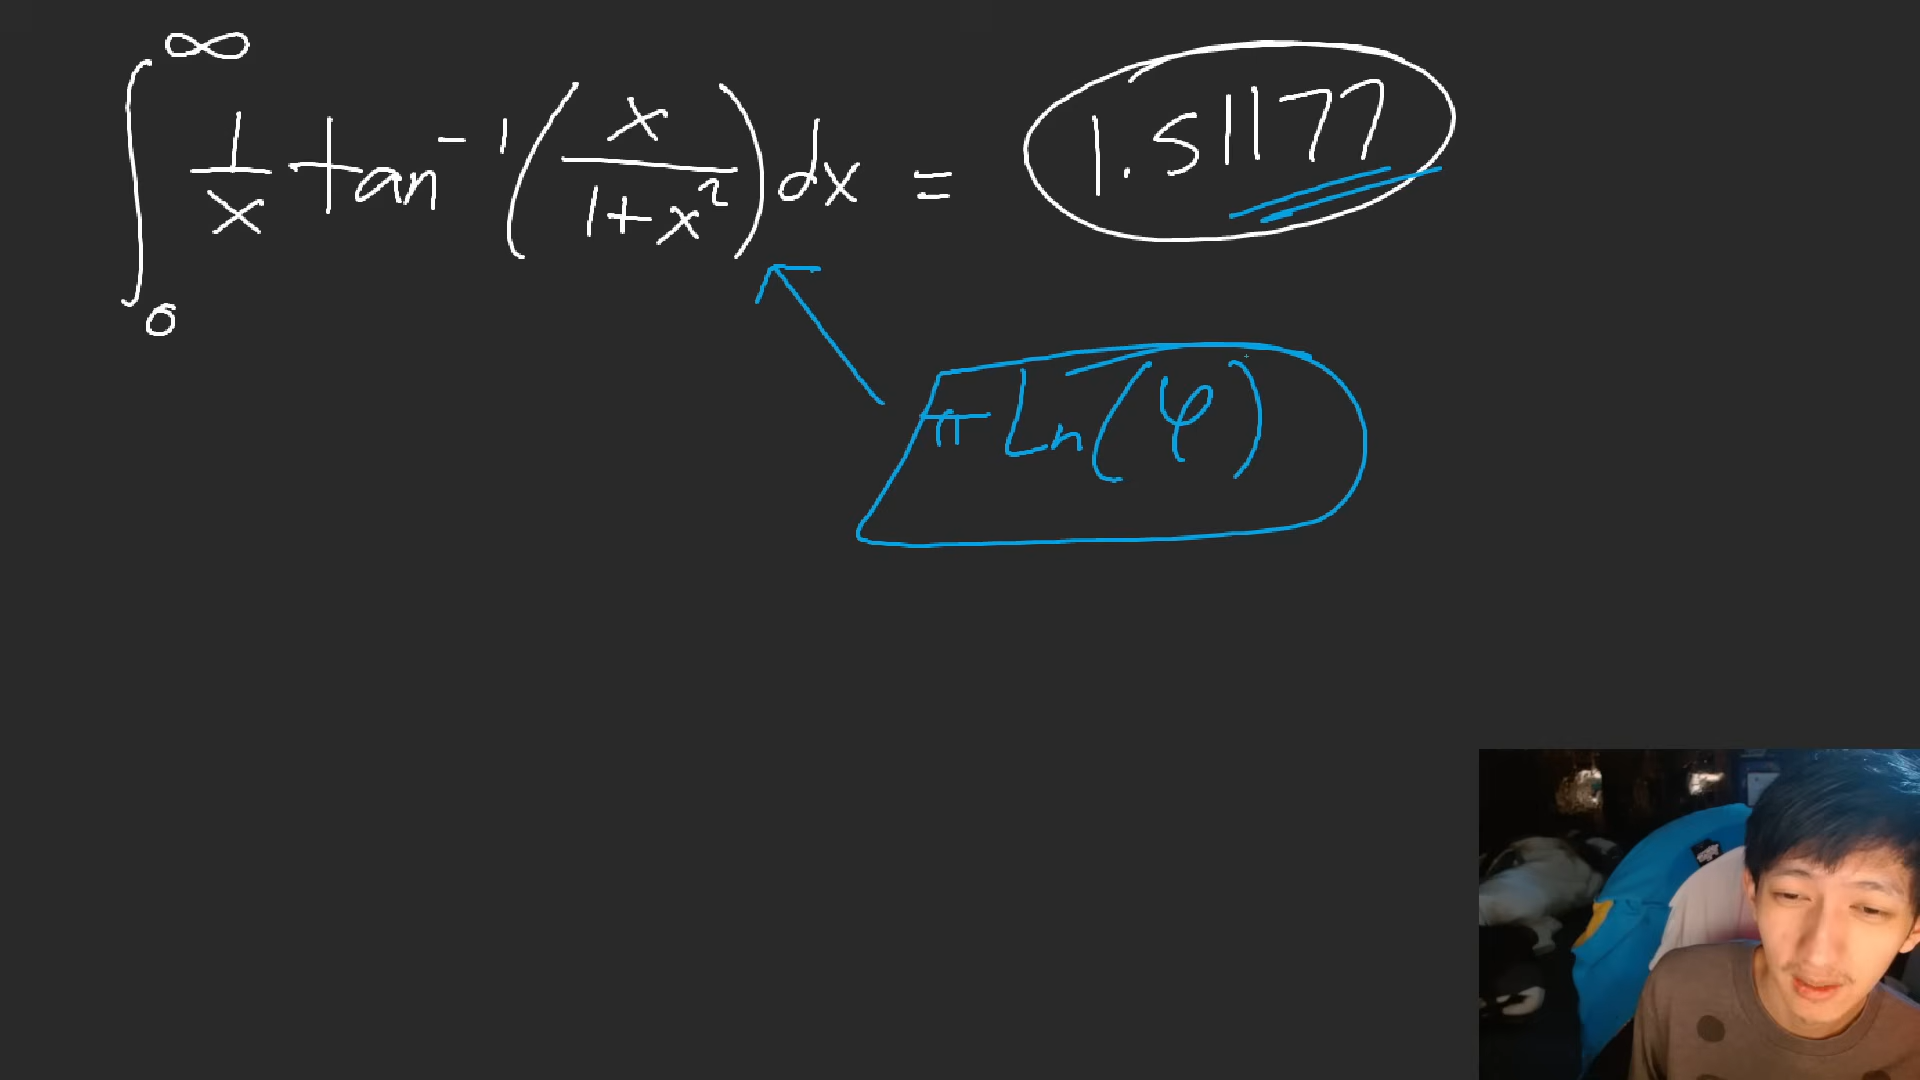 ∫₀^∞ 1/x tan⁻¹(x/(1+x²)) dx = 1.51177
π Ln(φ)